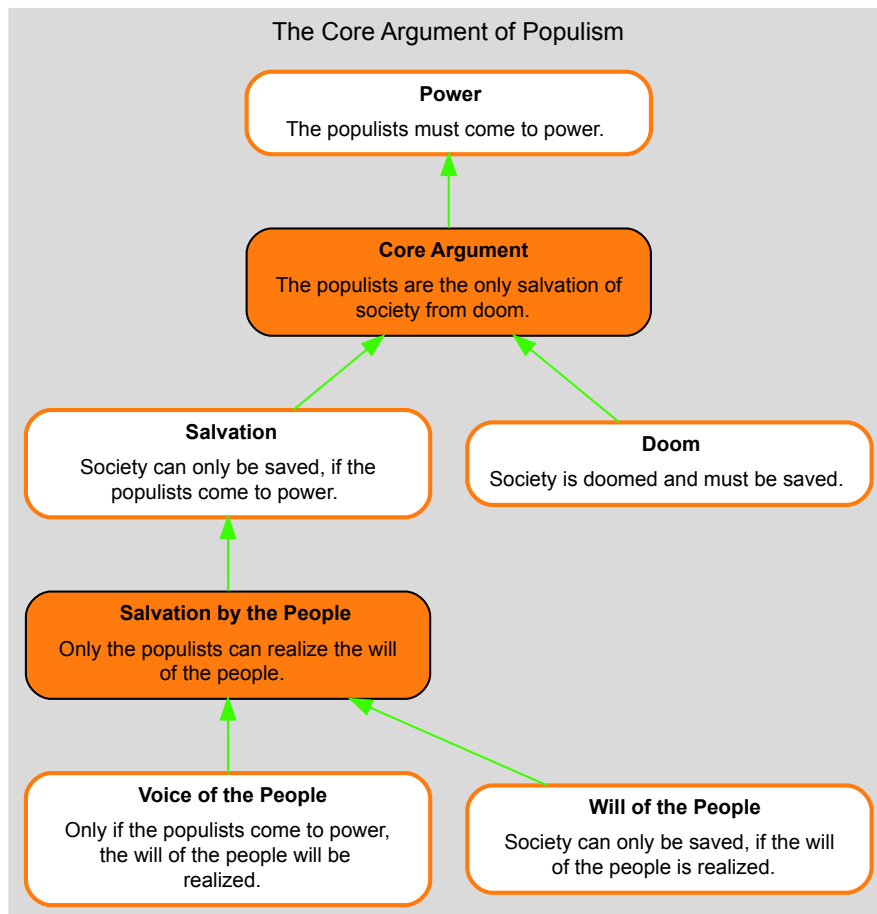 The Core Argument of Populism
Power
The populists must come to power.
Core Argument
The populists are the only salvation of
society from doom.
Salvation
Society can only be saved, if the
populists come to power.
Doom
Society is doomed and must be saved.
Salvation by the People
Only the populists can realize the will
of the people.
Voice of the People
Only if the populists come to power,
the will of the people will be
realized.
Will of the People
Society can only be saved, if the will
of the people is realized.